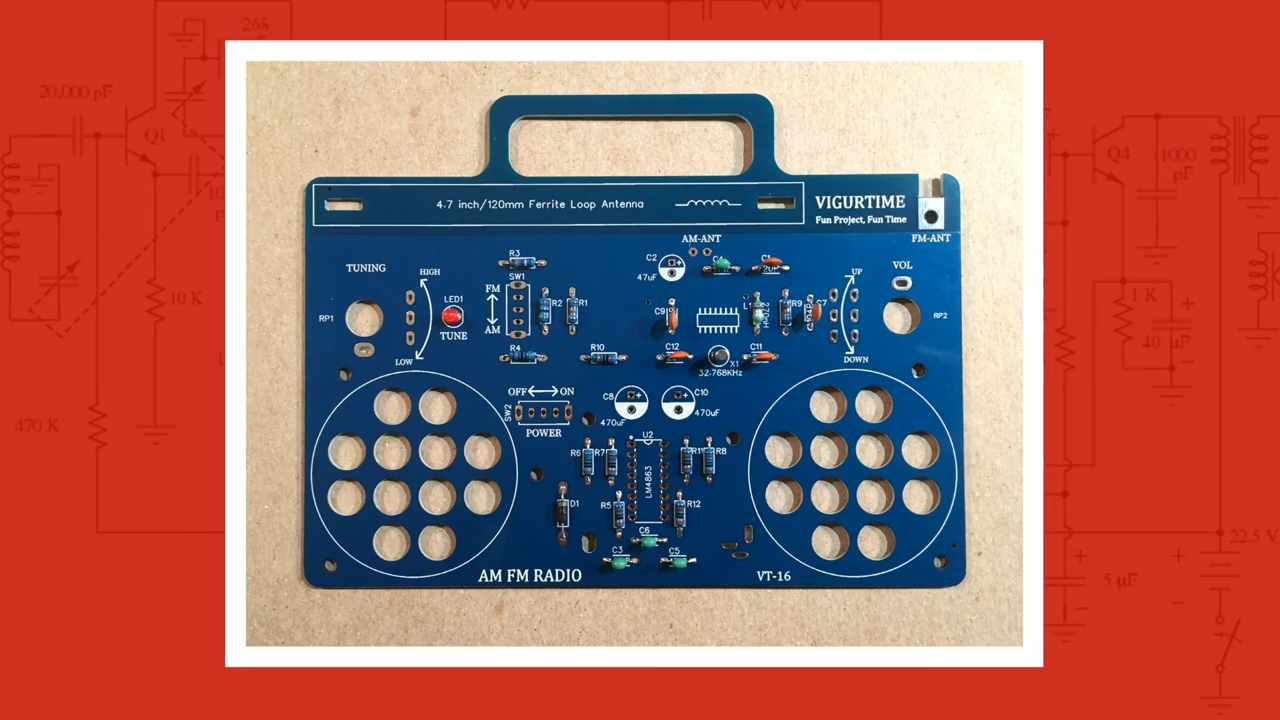 268
20,000 pF
Q1
10 K
470 K
Q4
1000
pF
1 K
40 µF
22.5 V
5 µF
4.7 inch/120mm Ferrite Loop Antenna
VIGURTIME
Fun Project, Fun Time
FM-ANT
AM-ANT
TUNING
HIGH
LOW
RP1
LED1
TUNE
R3
SW1
FM
AM
R2
R1
R4
R10
C2
47uF
C9
C12
C11
X1
32.768KHz
R9
C7
UP
DOWN
VOL
RP2
OFF
ON
SW2
POWER
C8
470uF
C10
470uF
U2
LM4863
R6
R7
R11
R8
D1
R5
R12
C6
C3
C5
AM FM RADIO
VT-16